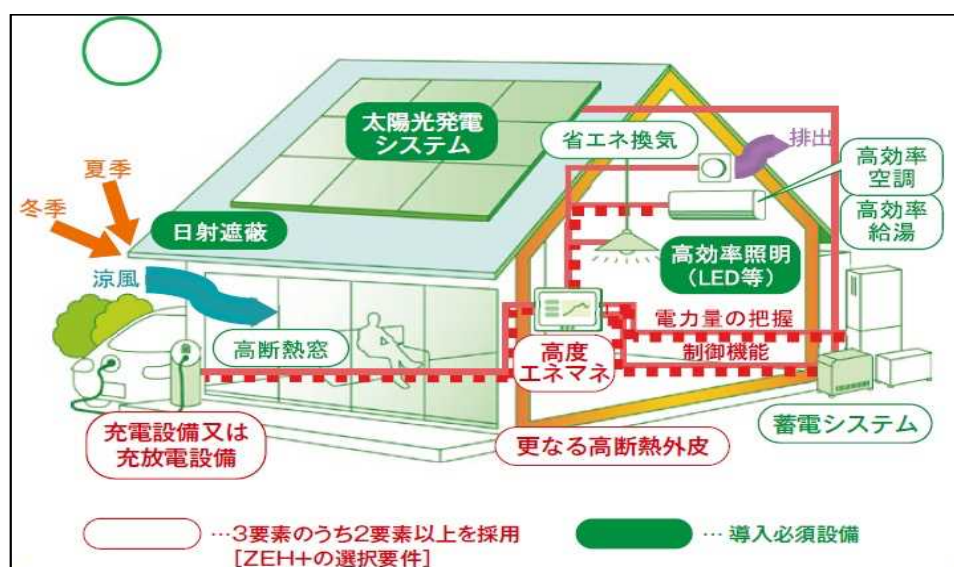 太陽光発電
システム
省エネ換気
排出
高効率
空調
高効率
給湯
夏季
冬季
日射遮蔽
涼風
高効率照明
(LED等)
電力量の把握
制御機能
高断熱窓
高度
エネマネ
蓄電システム
充電設備又は
充放電設備
更なる高断熱外皮
…3要素のうち2要素以上を採用
[ZEH+の選択要件]
… 導入必須設備